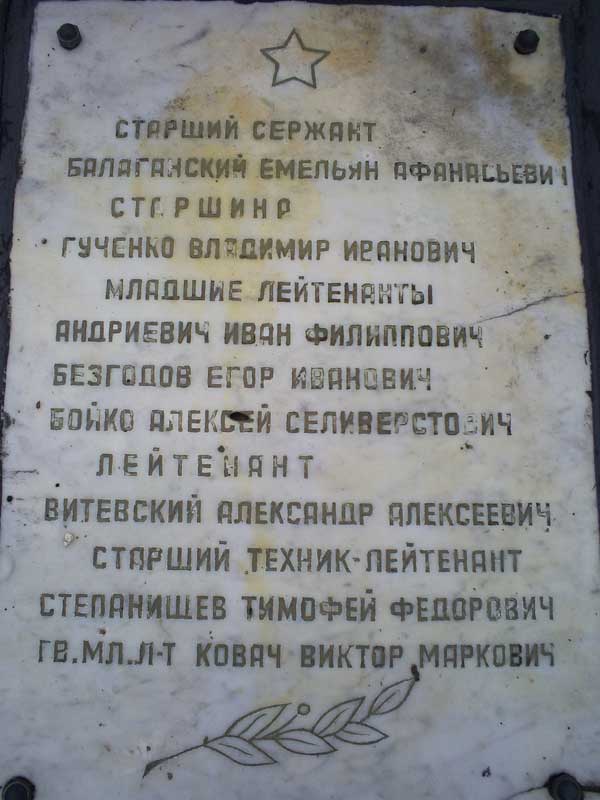 СТАРШИЙ СЕРЖАНТ
БАЛАГАНСКИЙ ЕМЕЛЬЯН АФАНАСЬЕВИЧ
СТАРШИНА
ГУЧЕНКО ВЛАДИМИР ИВАНОВИЧ
МЛАДШИЕ ЛЕЙТЕНАНТЫ
АНДРИЕВИЧ ИВАН ФИЛИППОВИЧ
БЕЗГОДОВ ЕГОР ИВАНОВИЧ
БОЙКО АЛЕКСЕЙ СЕЛИВЕРСТОВИЧ
ЛЕЙТЕНАНТ
ВИТЕВСКИЙ АЛЕКСАНДР АЛЕКСЕЕВИЧ
СТАРШИЙ ТЕХНИК-ЛЕЙТЕНАНТ
СТЕПАНИЩЕВ ТИМОФЕЙ ФЕДОРОВИЧ
ГВ.МЛ.Л-Т КОВАЧ ВИКТОР МАРКОВИЧ